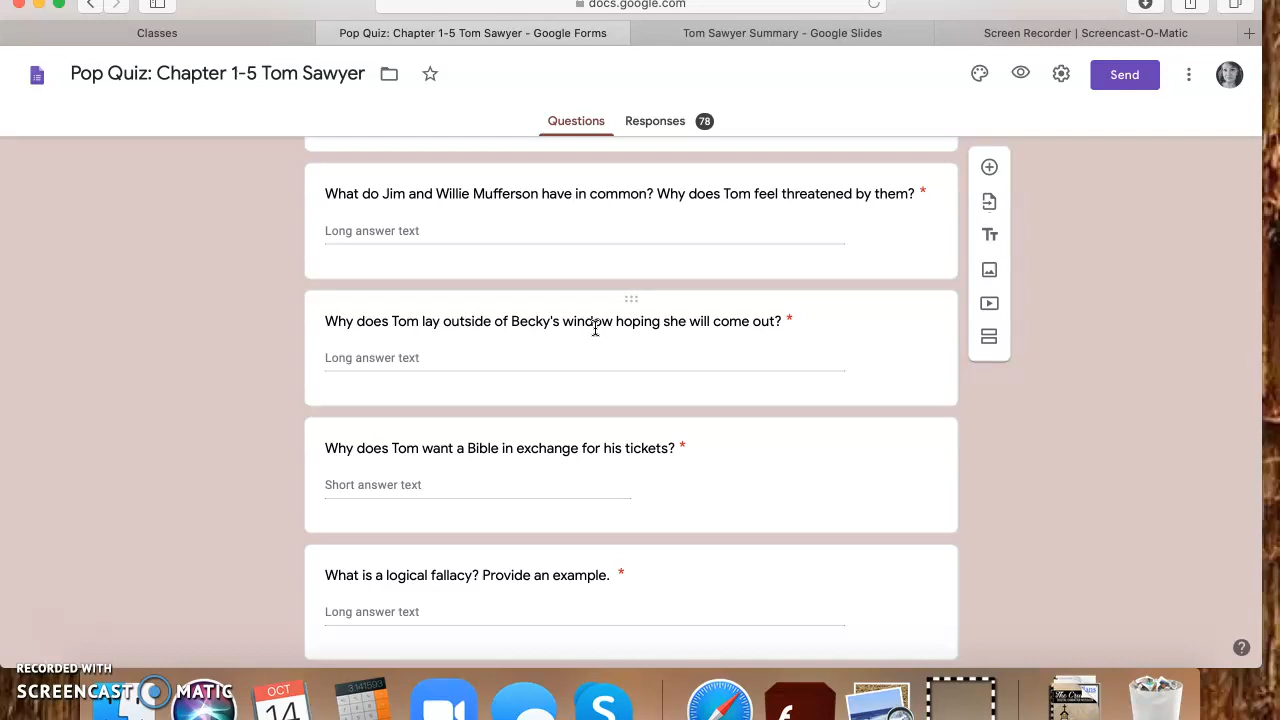 docs.google.com
Classes
Pop Quiz: Chapter 1-5 Tom Sawyer - Google Forms
Tom Sawyer Summary - Google Slides
Screen Recorder | Screencast-O-Matic
Pop Quiz: Chapter 1-5 Tom Sawyer
Send
Questions
Responses 78
What do Jim and Willie Mufferson have in common? Why does Tom feel threatened by them? *
Long answer text
Tт
Why does Tom lay outside of Becky's window hoping she will come out? *
Long answer text
Why does Tom want a Bible in exchange for his tickets? *
Short answer text
What is a logical fallacy? Provide an example. *
Long answer text
RECORDED WITH
SCREENCAST MATIC
OCT
14
3.141593
S
f